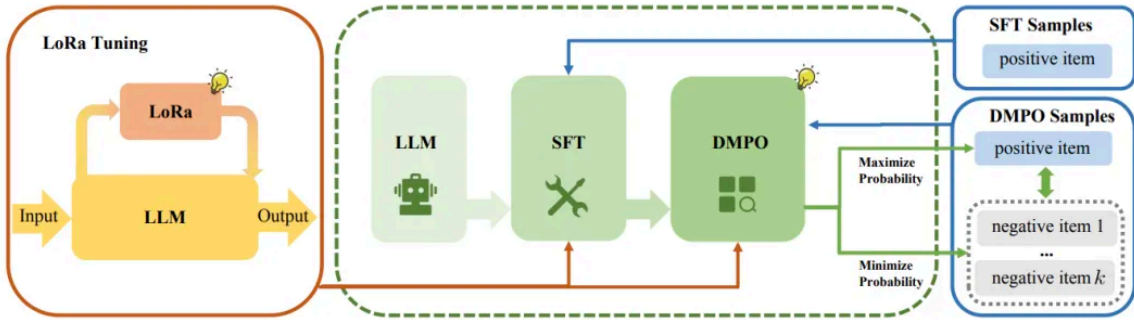 LoRa Tuning
LoRa
Input
LLM
Output
LLM
SFT
DMPO
Maximize
Probability
Minimize
Probability
SFT Samples
positive item
DMPO Samples
positive item
negative item 1
...
negative item k